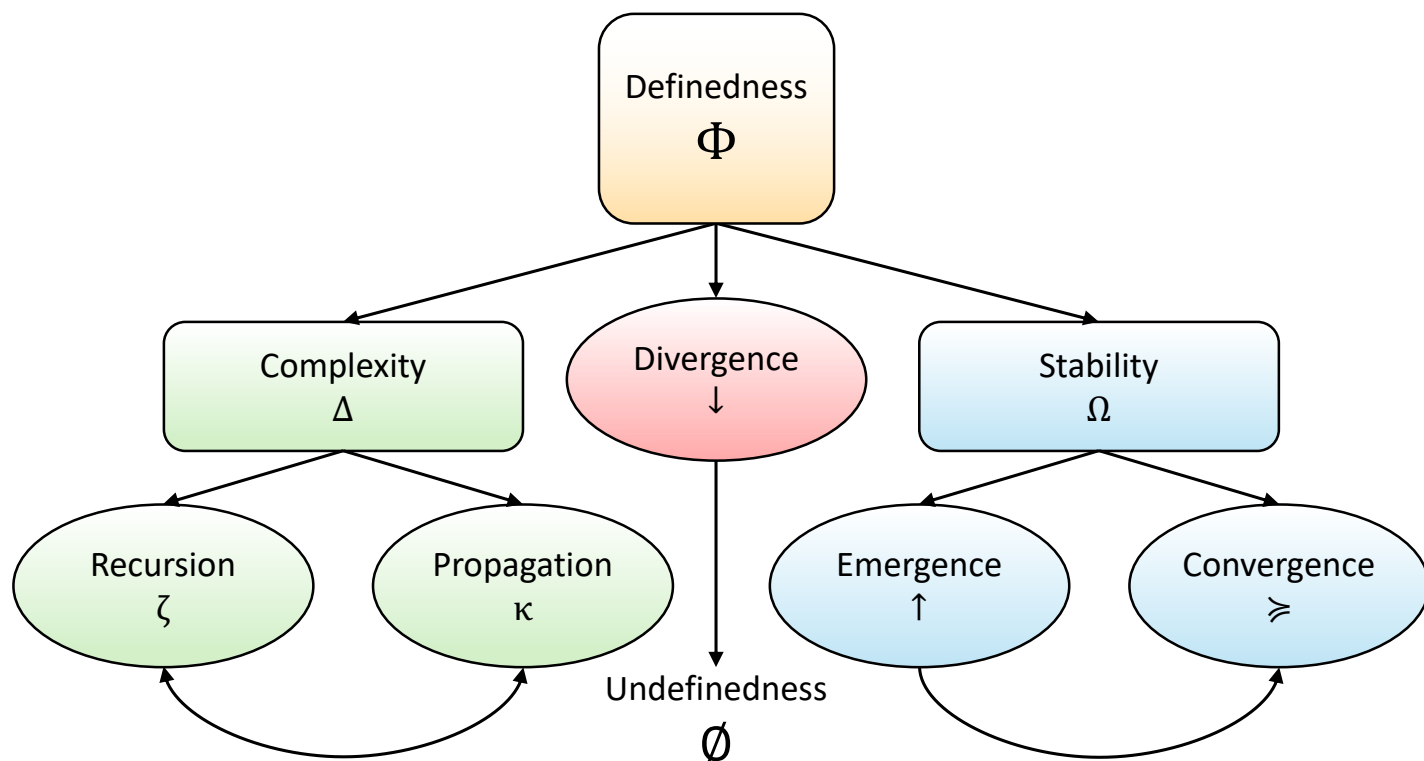 Definedness
Φ
Complexity
Δ
Divergence
↓
Stability
Ω
Recursion
ζ
Propagation
κ
Emergence
↑
Convergence
≽
Undefinedness
∅